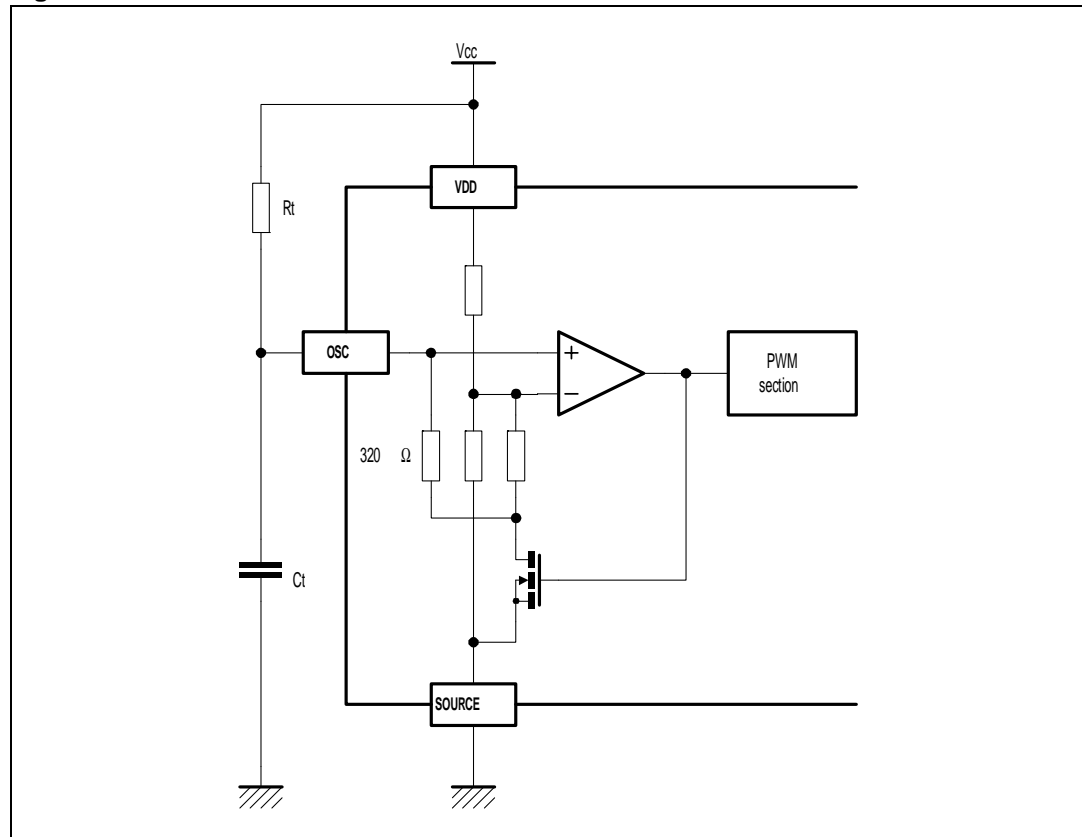 Vcc
VDD
Rt
OSC
+
−
PWM
section
320 Ω
Ct
SOURCE